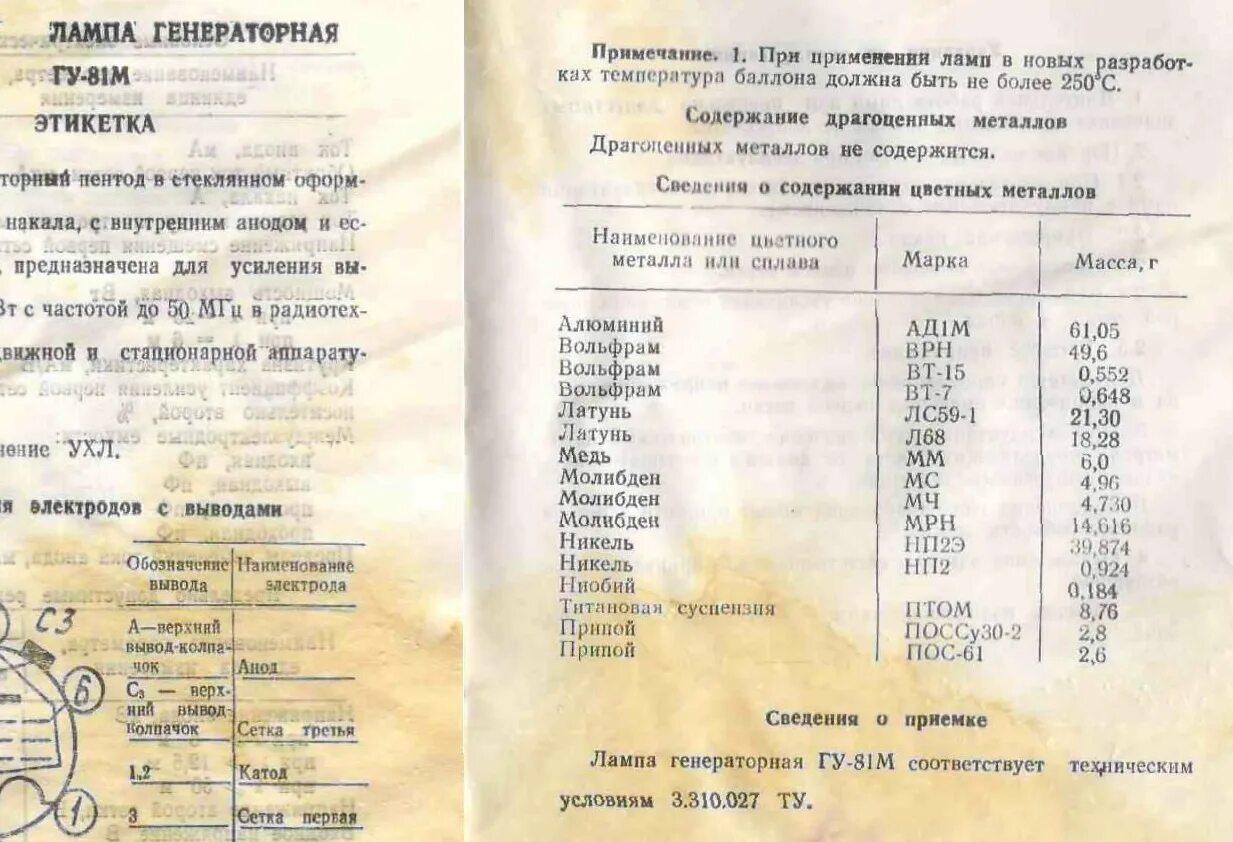 ЛАМПА ГЕНЕРАТОРНАЯ
ГУ-81М
ЭТИКЕТКА
торный пентод в стеклянном оформ-
накала, с внутренним анодом и ес-
, предназначена для усиления вы-
Вт с частотой до 50 МГц в радиотех-
движной и стационарной аппарату-
нение УХЛ.
я электродов с выводами
Обозначение вывода | Наименование электрода
А—верхний вывод-колпачок | Анод
С₃ — верхний вывод-колпачок | Сетка третья
1,2 | Катод
3 | Сетка первая
С3
6
1
Примечание. 1. При применении ламп в новых разработ-
ках температура баллона должна быть не более 250°С.
Содержание драгоценных металлов
Драгоценных металлов не содержится.
Сведения о содержании цветных металлов
Наименование цветного металла или сплава | Марка | Масса, г
Алюминий | АД1М | 61,05
Вольфрам | ВРН | 49,6
Вольфрам | ВТ-15 | 0,552
Вольфрам | ВТ-7 | 0,648
Латунь | ЛС59-1 | 21,30
Латунь | Л68 | 18,28
Медь | ММ | 6,0
Молибден | МС | 4,96
Молибден | МЧ | 4,730
Молибден | МРН | 14,616
Никель | НП2Э | 39,874
Никель | НП2 | 0,924
Ниобий | 0,184
Титановая суспензия | ПТОМ | 8,76
Припой | ПОССу30-2 | 2,8
Припой | ПОС-61 | 2,6
Сведения о приемке
Лампа генераторная ГУ-81М соответствует техническим
условиям 3.310.027 ТУ.